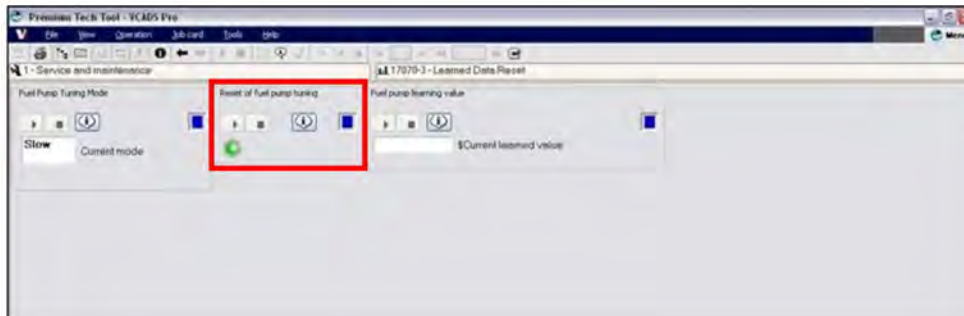 Premium Tech Tool - VCADS Pro
V File View Operation Job card Tools Help
Menu
1 - Service and maintenance
17070-3 - Learned Data Reset
Fuel Pump Tuning Mode
Reset of fuel pump tuning
Fuel pump learning value
Slow
Current mode
$Current learned value